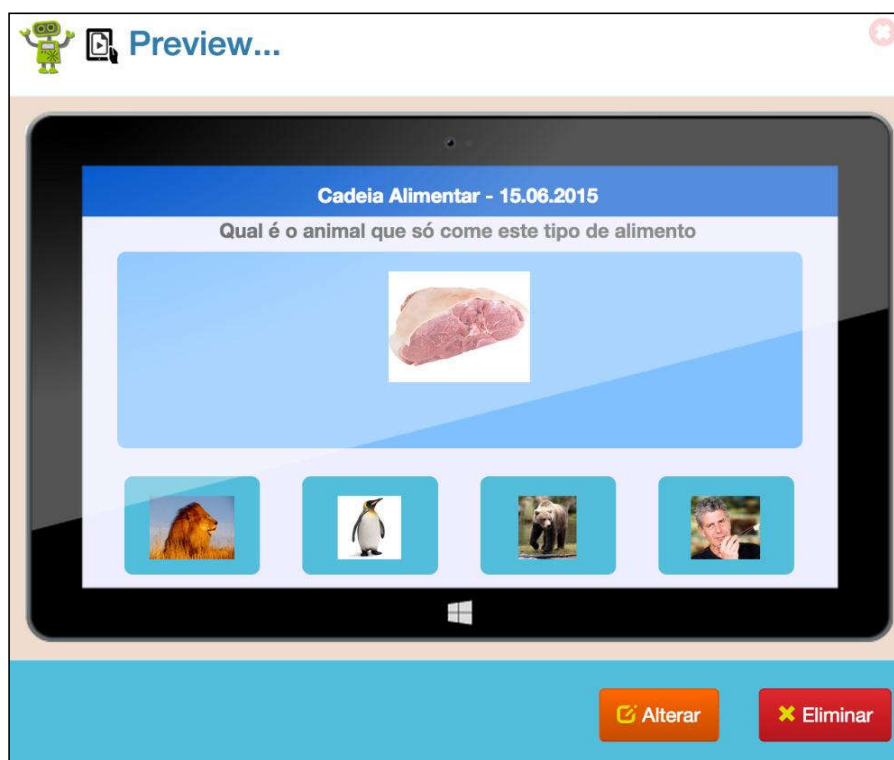 Preview...
Cadeia Alimentar - 15.06.2015
Qual é o animal que só come este tipo de alimento
Alterar
Eliminar